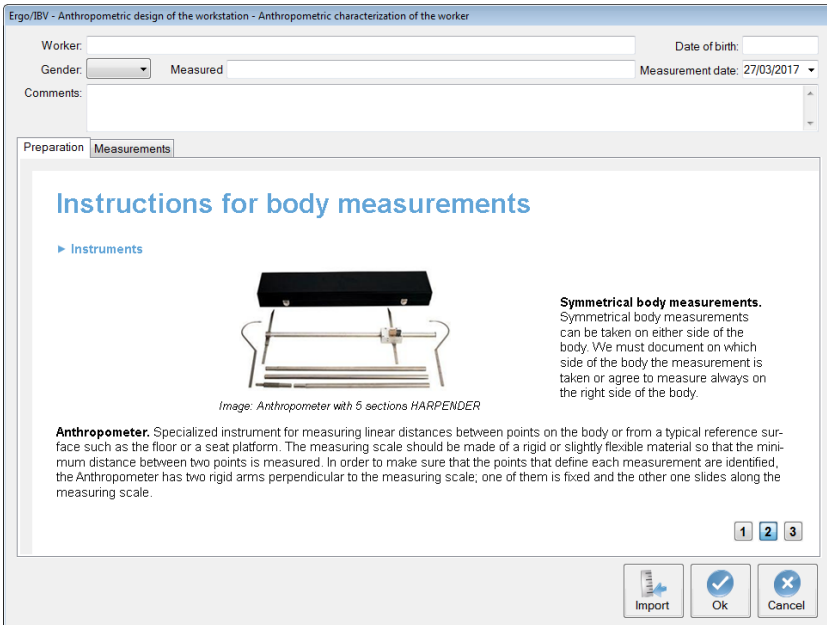 Ergo/IBV - Anthropometric design of the workstation - Anthropometric characterization of the worker
Worker:
Date of birth:
Gender:
Measured
Measurement date: 27/03/2017
Comments:
Preparation
Measurements
Instructions for body measurements
► Instruments
Symmetrical body measurements.
Symmetrical body measurements
can be taken on either side of the
body. We must document on which
side of the body the measurement is
taken or agree to measure always on
the right side of the body.
Image: Anthropometer with 5 sections HARPENDER
Anthropometer. Specialized instrument for measuring linear distances between points on the body or from a typical reference sur-
face such as the floor or a seat platform. The measuring scale should be made of a rigid or slightly flexible material so that the mini-
mum distance between two points is measured. In order to make sure that the points that define each measurement are identified,
the Anthropometer has two rigid arms perpendicular to the measuring scale; one of them is fixed and the other one slides along the
measuring scale.
1 2 3
Import
Ok
Cancel